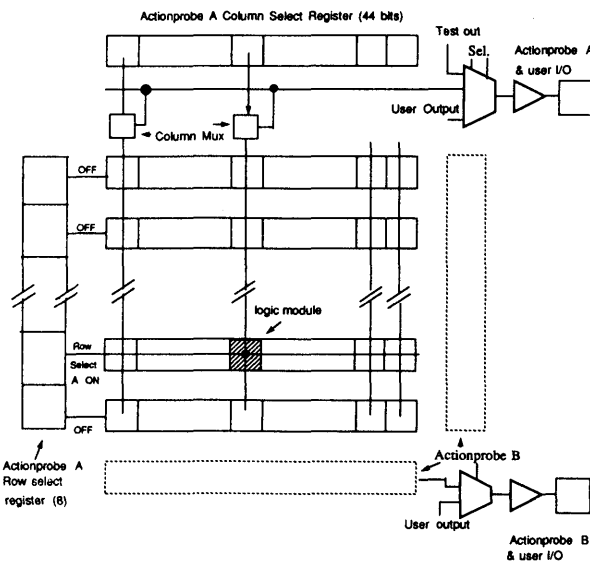 Actionprobe A Column Select Register (44 bits)
Test out
Sel.
Actionprobe A
& user I/O
User Output
Column Mux
OFF
OFF
logic module
Row
Select
A ON
OFF
Actionprobe A
Row select
register (8)
Actionprobe B
User output
Actionprobe B
& user I/O